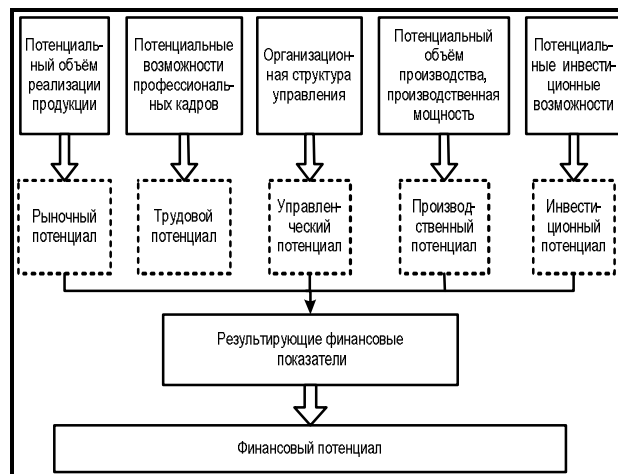 Потенциаль-
ный объём
реализации
продукции
Потенциальные
возможности
профессиональ-
ных кадров
Организацион-
ная структура
управления
Потенциальный
объём
производства,
производственная
мощность
Потенциаль-
ные инвести-
ционные
возможности
Рыночный
потенциал
Трудовой
потенциал
Управлен-
ческий
потенциал
Производ-
ственный
потенциал
Инвести-
ционный
потенциал
Результирующие финансовые
показатели
Финансовый потенциал